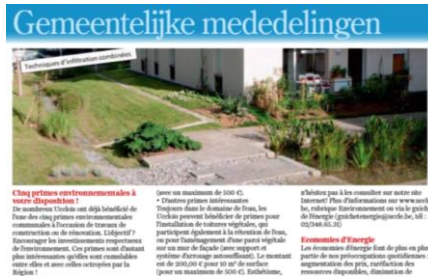 Gemeentelijke mededelingen
Techniques d'infiltration combinées
Cinq primes environnementales à
votre disposition !
De nombreux Ucclois ont déjà bénéficié de
l'une des cinq primes environnementales
communales à l'occasion de travaux de
construction ou de rénovation. L'objectif ?
Encourager les investissements respectueux
de l'environnement. Ces primes sont d'autant
plus intéressantes qu'elles sont cumulables
entre elles et avec celles octroyées par la
Région !
(avec un maximum de 500 €).
• D'autres primes intéressantes
Toujours dans le domaine de l'eau, les
Ucclois peuvent bénéficier de primes pour
l'installation de toitures végétales, qui
participent également à la rétention de l'eau,
ou pour l'aménagement d'une paroi végétale
sur un mur de façade (avec support et
système d'arrosage autosuffisant). Le montant
est de 200,00 € pour 10 m² de surface
(pour un maximum de 500 €). Esthétisme,
n'hésitez pas à les consulter sur notre site
Internet! Plus d'informations sur www.uccle.
be, rubrique Environnement ou via le guichet
de l'énergie (guichetenergie@uccle.be, tél :
02/348.65.31)
Economies d'Energie
Les économies d'énergie font de plus en plus
partie de nos préoccupations quotidiennes :
augmentation des prix, raréfaction des
ressources disponibles, diminution de